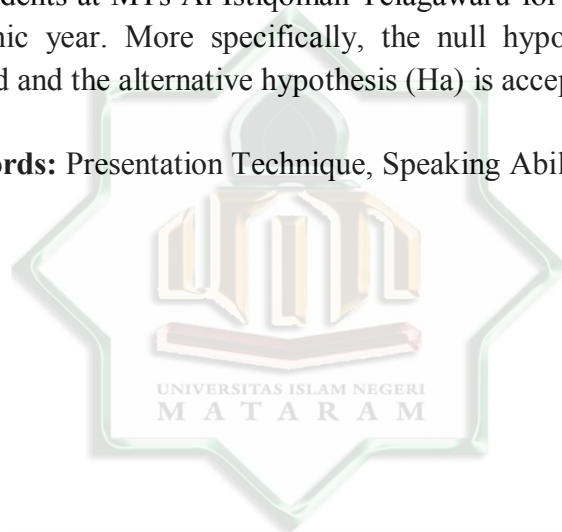 dents at MTs Al Istiqomah Telagawaru for
nic year. More specifically, the null hypo
d and the alternative hypothesis (Ha) is accep
ords: Presentation Technique, Speaking Abil
UNIVERSITAS ISLAM NEGERI
MATARAM